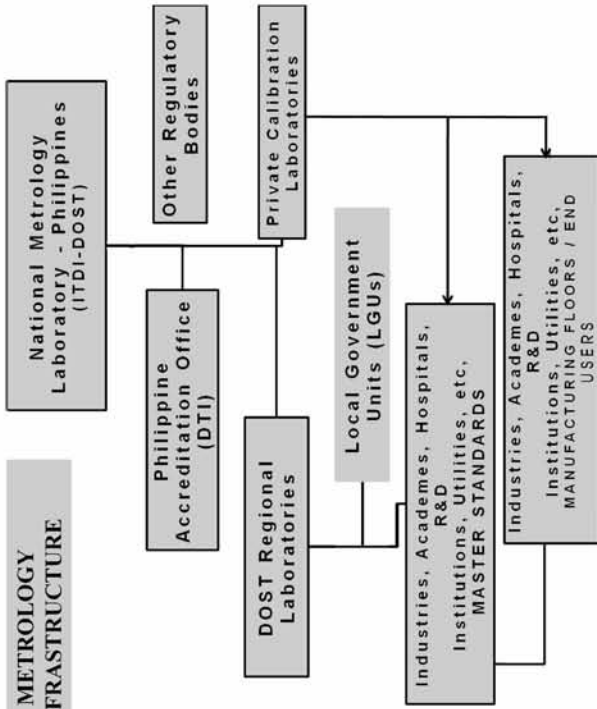 METROLOGY
FRASTRUCTURE
National Metrology
Laboratory - Philippines
(ITDI-DOST)
Philippine
Accreditation Office
(DTI)
Other Regulatory
Bodies
DOST Regional
Laboratories
Private Calibration
Laboratories
Local Government
Units (LGUs)
Industries, Academes, Hospitals,
R&D
Institutions, Utilities, etc,
MASTER STANDARDS
Industries, Academes, Hospitals,
R&D
Institutions, Utilities, etc,
MANUFACTURING FLOORS / END
USERS